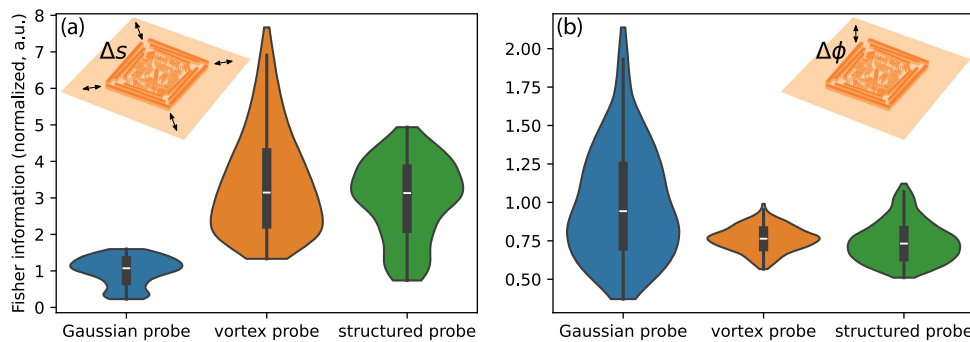 (a)
Δs
Fisher information (normalized, a.u.)
8
7
6
5
4
3
2
1
0
Gaussian probe vortex probe structured probe
(b)
Δϕ
2.00
1.75
1.50
1.25
1.00
0.75
0.50
Gaussian probe vortex probe structured probe